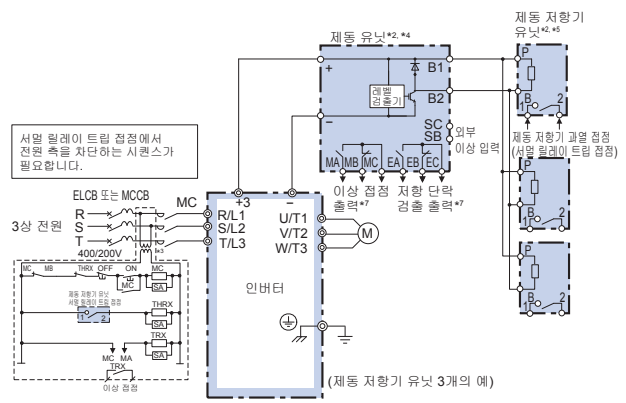 제동 저항기
유닛*2, *5
제동 유닛*2, *4
P
B 2
1
제동 저항기 과열 접점
(서멀 릴레이 트립 접점)
+
−
B1
B2
레벨
검출기
SC
SB
외부
이상 입력
MA MB MC EA EB EC
이상 접점
출력*7
저항 단락
검출 출력*7
서멀 릴레이 트립 접점에서
전원 측을 차단하는 시퀀스가
필요합니다.
ELCB 또는 MCCB
MC
3상 전원
R
S
T
400/200V
*3
+3 −
R/L1
S/L2
T/L3
U/T1
V/T2
W/T3
M
인버터
P
B 2
1
P
B 2
1
MC MB THRX OFF ON MC
MC
SA
제동 저항기 유닛
서멀 릴레이 트립 접점
1 2
THRX
SA
TRX
SA
MC MA
TRX
이상 접점
(제동 저항기 유닛 3개의 예)